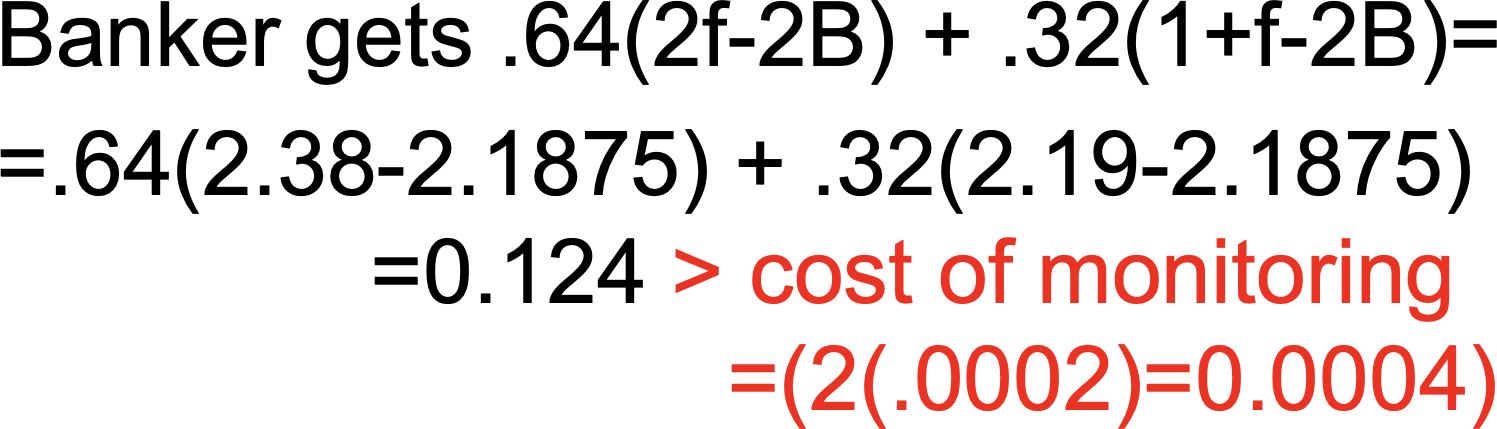 Banker gets .64(2f-2B) + .32(1+f-2B)=
=.64(2.38-2.1875) + .32(2.19-2.1875)
=0.124 > cost of monitoring
=(2(.0002)=0.0004)